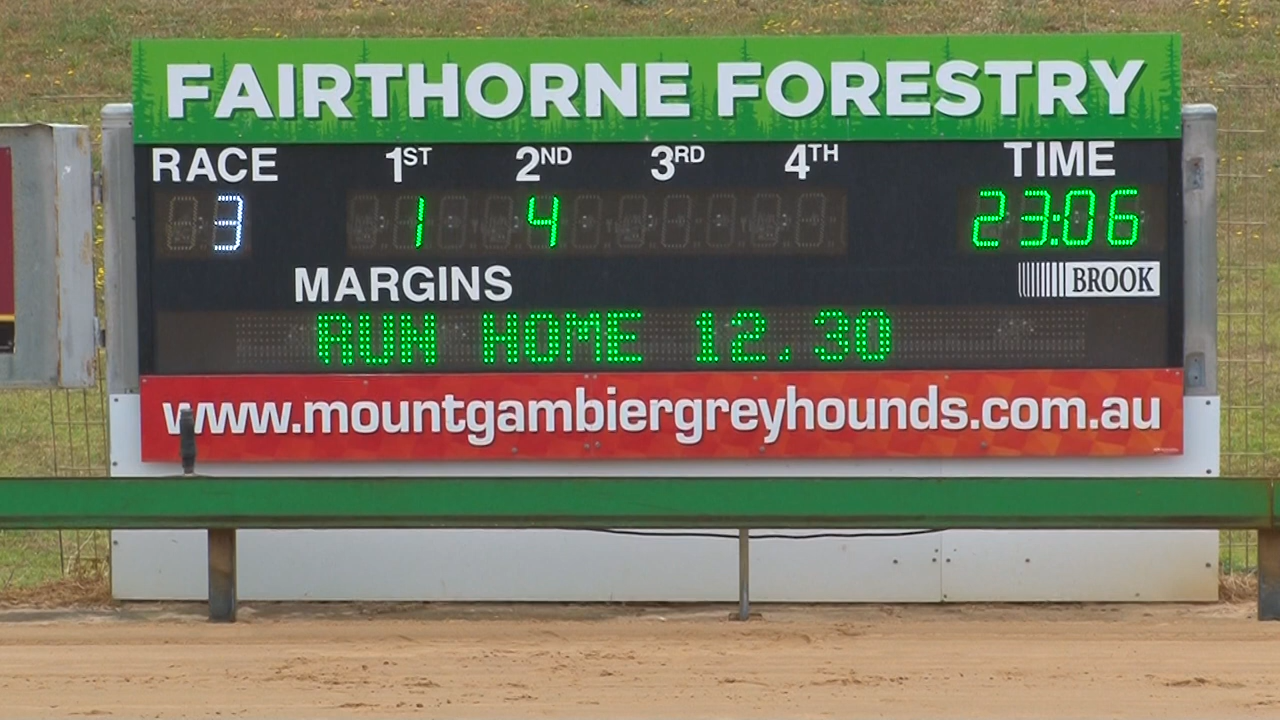 FAIRTHORNE FORESTRY
RACE 1ST 2ND 3RD 4TH TIME
3 1 4 23:06
MARGINS BROOK
RUN HOME 12.30
www.mountgambiergreyhounds.com.au